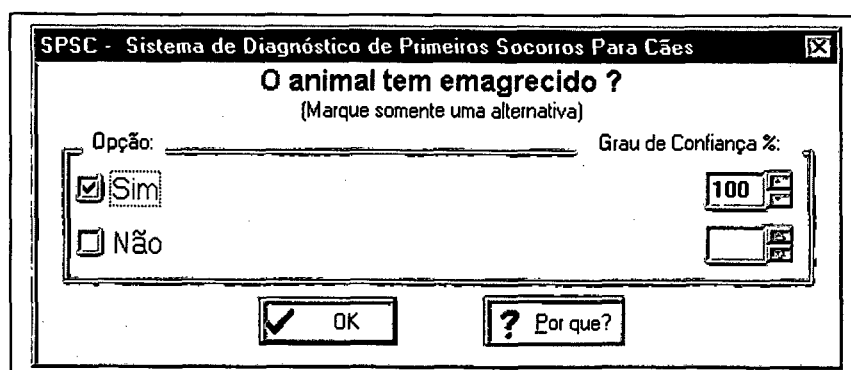 SPSC - Sistema de Diagnóstico de Primeiros Socorros Para Cães
O animal tem emagrecido ?
(Marque somente uma alternativa)
Opção: Grau de Confiança %:
Sim 100
Não
OK ? Por que?